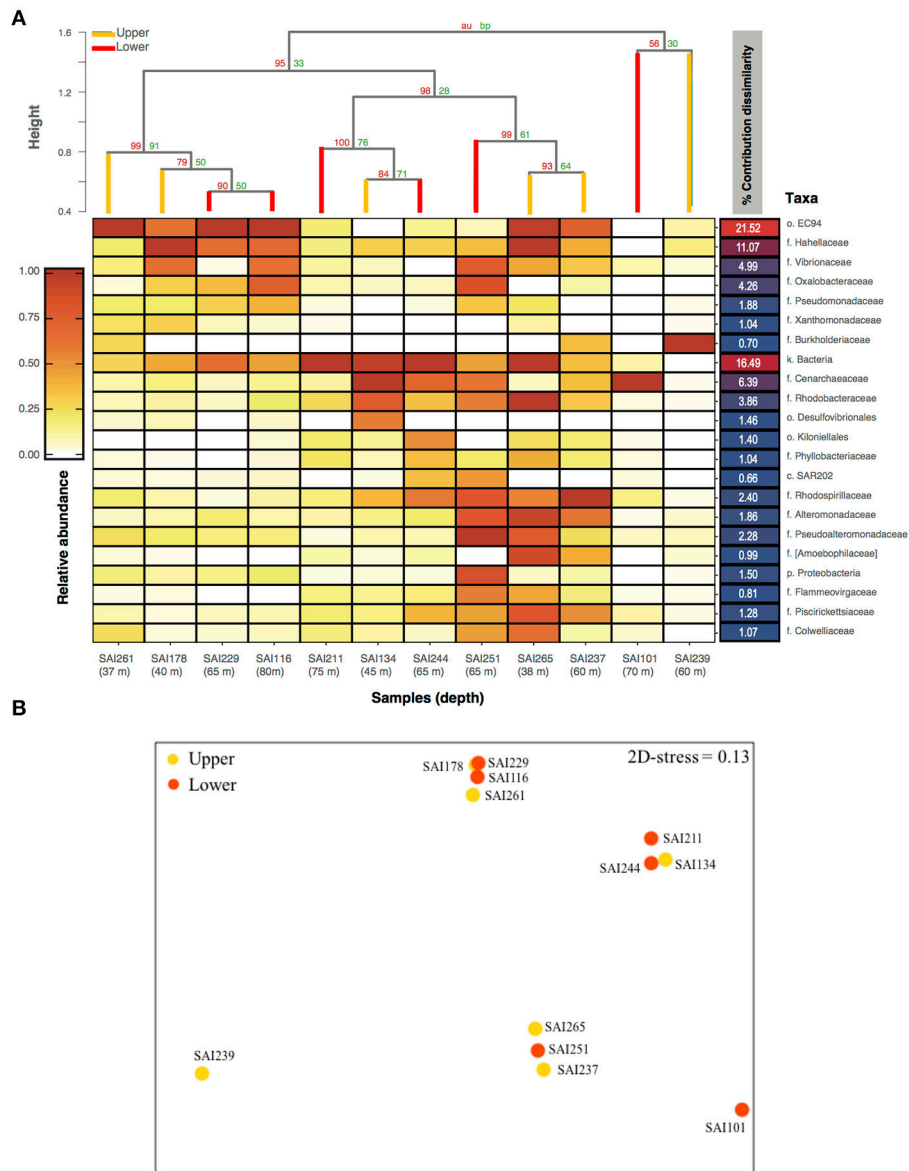 A
au bp
Upper
Lower
Height
1.6
1.2
0.8
0.4
56 30
95 33
98 28
99 91
100 76
99 61
79 50
84 71
93 64
90 50
% Contribution dissimilarity
Taxa
21.52 o. EC94
11.07 f. Hahellaceae
4.99 f. Vibrionaceae
4.26 f. Oxalobacteraceae
1.88 f. Pseudomonadaceae
1.04 f. Xanthomonadaceae
0.70 f. Burkholderiaceae
16.49 k. Bacteria
6.39 f. Cenarchaeaceae
3.86 f. Rhodobacteraceae
1.46 o. Desulfovibrionales
1.40 o. Kiloniellales
1.04 f. Phyllobacteriaceae
0.66 c. SAR202
2.40 f. Rhodospirillaceae
1.86 f. Alteromonadaceae
2.28 f. Pseudoalteromonadaceae
0.99 f. [Amoebophilaceae]
1.50 p. Proteobacteria
0.81 f. Flammeovirgaceae
1.28 f. Piscirickettsiaceae
1.07 f. Colwelliaceae
1.00
0.75
0.50
0.25
0.00
Relative abundance
SAI261 SAI178 SAI229 SAI116 SAI211 SAI134 SAI244 SAI251 SAI265 SAI237 SAI101 SAI239
(37 m) (40 m) (65 m) (80m) (75 m) (45 m) (65 m) (65 m) (38 m) (60 m) (70 m) (60 m)
Samples (depth)
B
Upper
Lower
2D-stress = 0.13
SAI229
SAI178
SAI116
SAI261
SAI211
SAI244
SAI134
SAI265
SAI251
SAI237
SAI239
SAI101